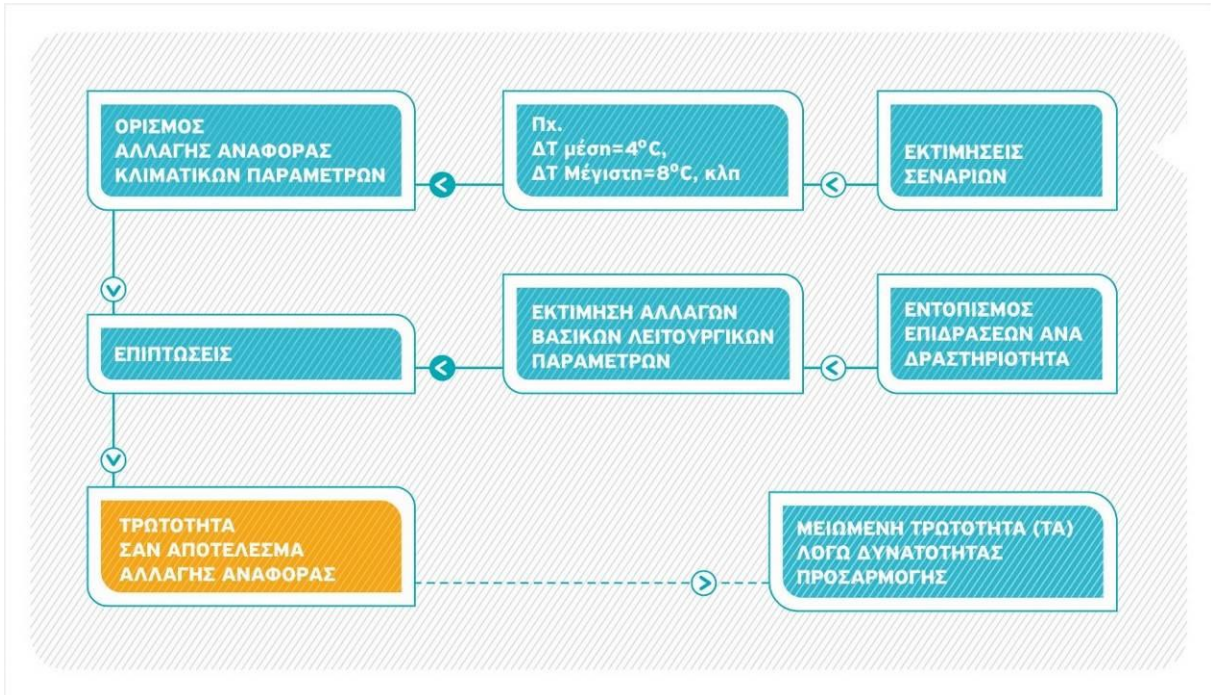 ΟΡΙΣΜΟΣ
ΑΛΛΑΓΗΣ ΑΝΑΦΟΡΑΣ
ΚΛΙΜΑΤΙΚΩΝ ΠΑΡΑΜΕΤΡΩΝ
Πχ.
ΔΤ μέση=4°C,
ΔΤ Μέγιστη=8°C, κλπ
ΕΚΤΙΜΗΣΕΙΣ
ΣΕΝΑΡΙΩΝ
ΕΠΙΠΤΩΣΕΙΣ
ΕΚΤΙΜΗΣΗ ΑΛΛΑΓΩΝ
ΒΑΣΙΚΩΝ ΛΕΙΤΟΥΡΓΙΚΩΝ
ΠΑΡΑΜΕΤΡΩΝ
ΕΝΤΟΠΙΣΜΟΣ
ΕΠΙΔΡΑΣΕΩΝ ΑΝΑ
ΔΡΑΣΤΗΡΙΟΤΗΤΑ
ΤΡΩΤΟΤΗΤΑ
ΣΑΝ ΑΠΟΤΕΛΕΣΜΑ
ΑΛΛΑΓΗΣ ΑΝΑΦΟΡΑΣ
ΜΕΙΩΜΕΝΗ ΤΡΩΤΟΤΗΤΑ (ΤΑ)
ΛΟΓΩ ΔΥΝΑΤΟΤΗΤΑΣ
ΠΡΟΣΑΡΜΟΓΗΣ